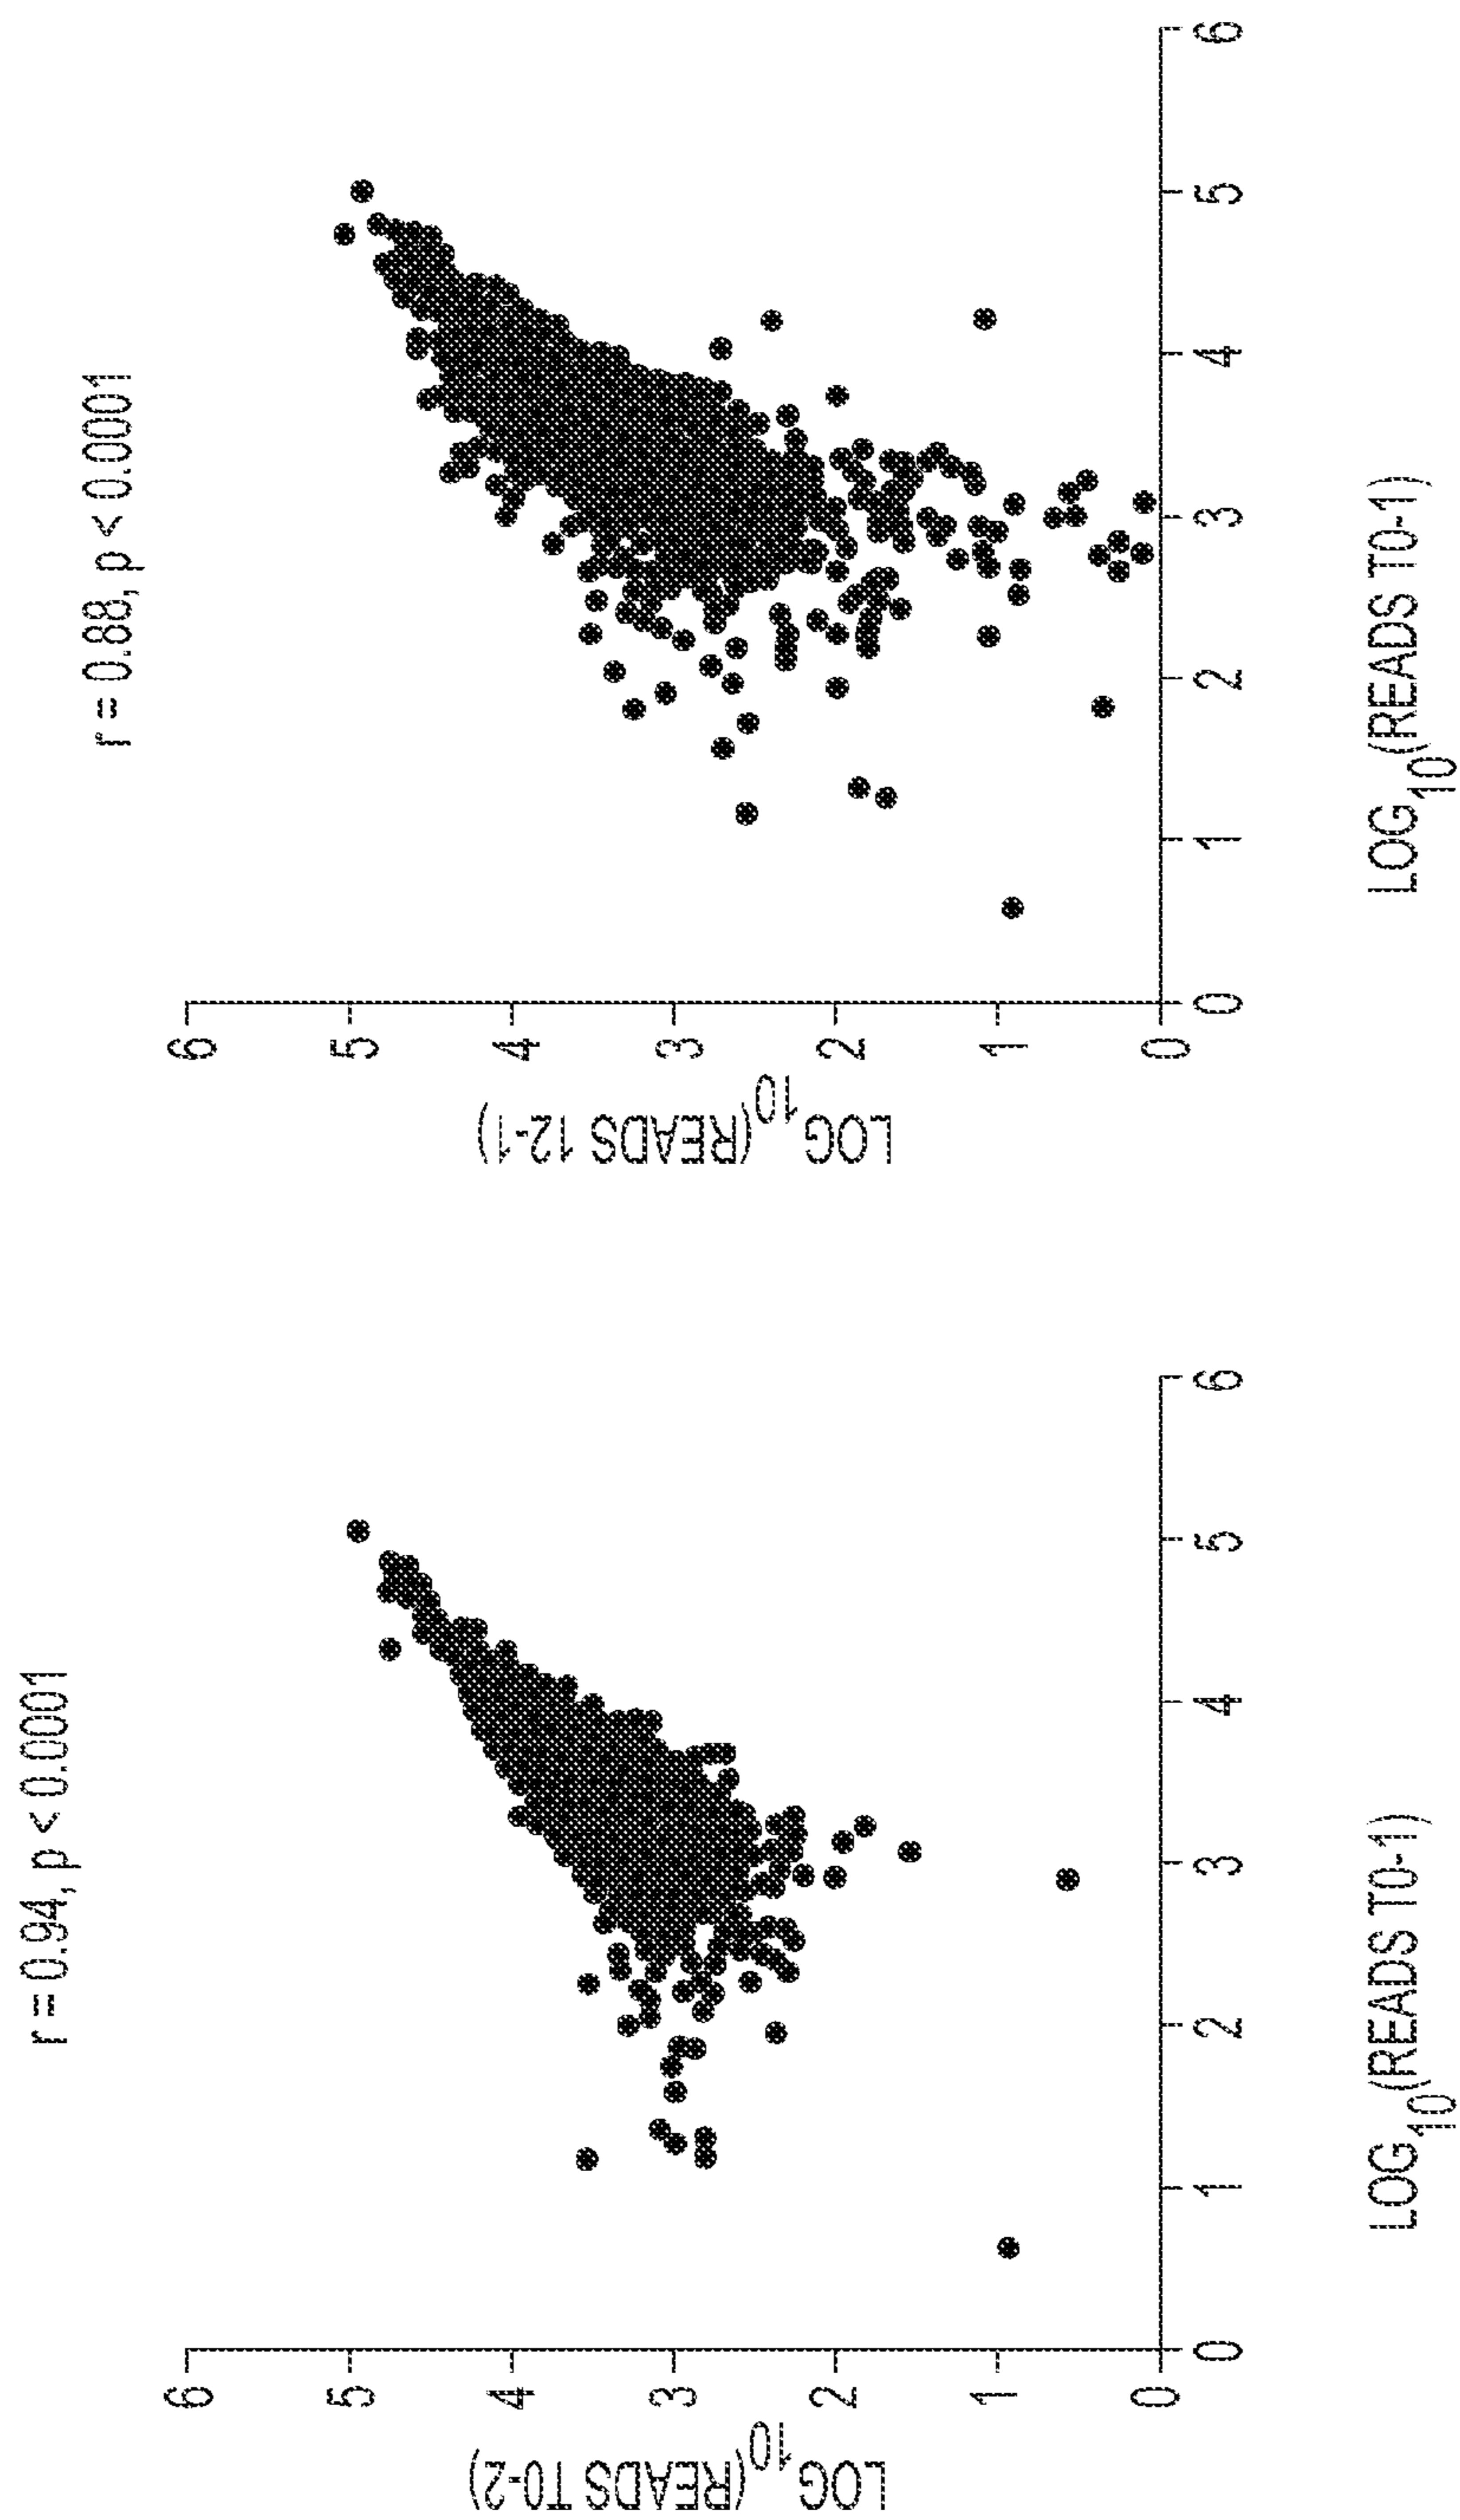 r = 0.94, p < 0.0001
LOG10(READS T0-2)
6
5
4
3
2
1
0
0 1 2 3 4 5 6
LOG10(READS T0-1)
r = 0.88, p < 0.0001
LOG10(READS 12-1)
6
5
4
3
2
1
0
0 1 2 3 4 5 6
LOG10(READS T0-1)